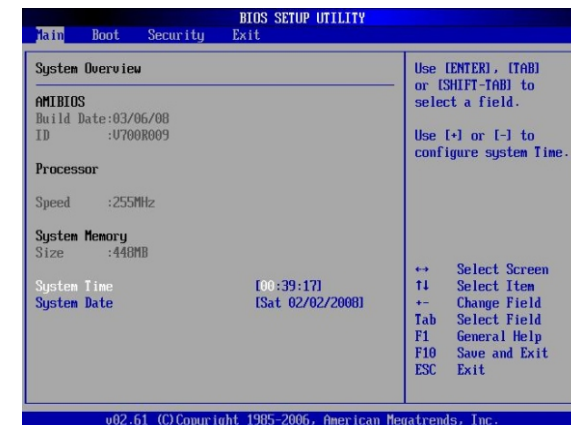 BIOS SETUP UTILITY
Main Boot Security Exit
System Overview
AMIBIOS
Build Date:03/06/08
ID :U700R009
Processor
Speed :255MHz
System Memory
Size :448MB
System Time [00:39:17]
System Date [Sat 02/02/2008]
Use [ENTER], [TAB]
or [SHIFT-TAB] to
select a field.
Use [+] or [-] to
configure system Time.
↔ Select Screen
↑↓ Select Item
+- Change Field
Tab Select Field
F1 General Help
F10 Save and Exit
ESC Exit
v02.61 (C)Copyright 1985-2006, American Megatrends, Inc.